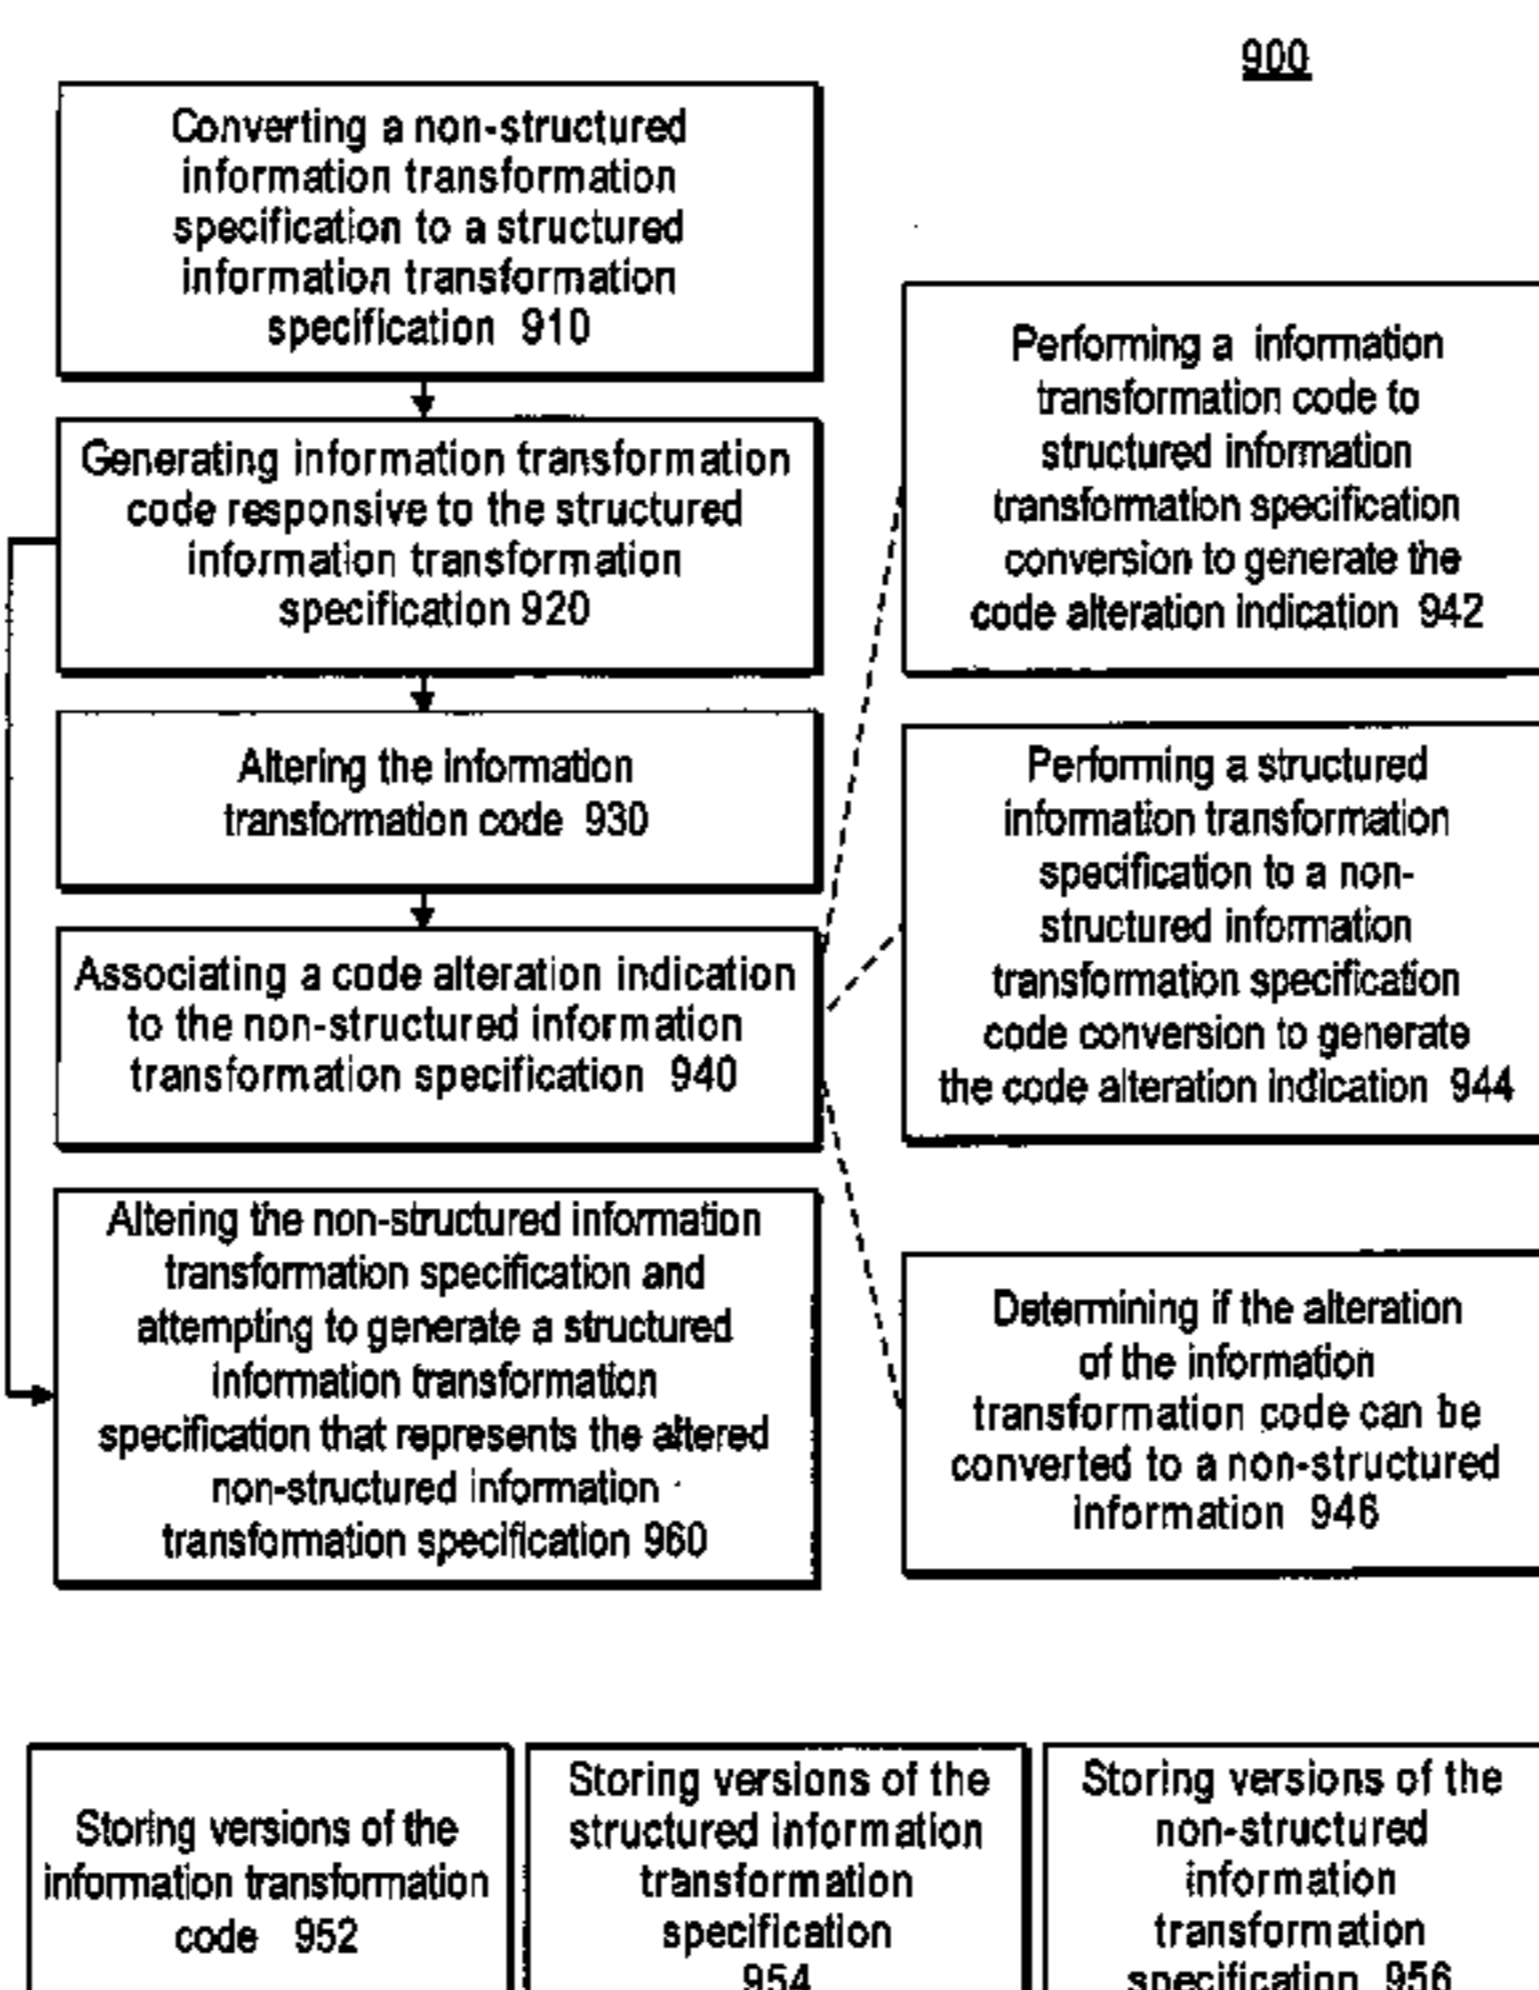 900
Converting a non-structured
information transformation
specification to a structured
information transformation
specification 910
Generating information transformation
code responsive to the structured
information transformation
specification 920
Altering the information
transformation code 930
Associating a code alteration indication
to the non-structured information
transformation specification 940
Altering the non-structured information
transformation specification and
attempting to generate a structured
information transformation
specification that represents the altered
non-structured information
transformation specification 960
Performing a information
transformation code to
structured information
transformation specification
conversion to generate the
code alteration indication 942
Performing a structured
information transformation
specification to a non-
structured information
transformation specification
code conversion to generate
the code alteration indication 944
Determining if the alteration
of the information
transformation code can be
converted to a non-structured
information 946
Storing versions of the
information transformation
code 952
Storing versions of the
structured information
transformation
specification
954
Storing versions of the
non-structured
information
transformation
specification 956